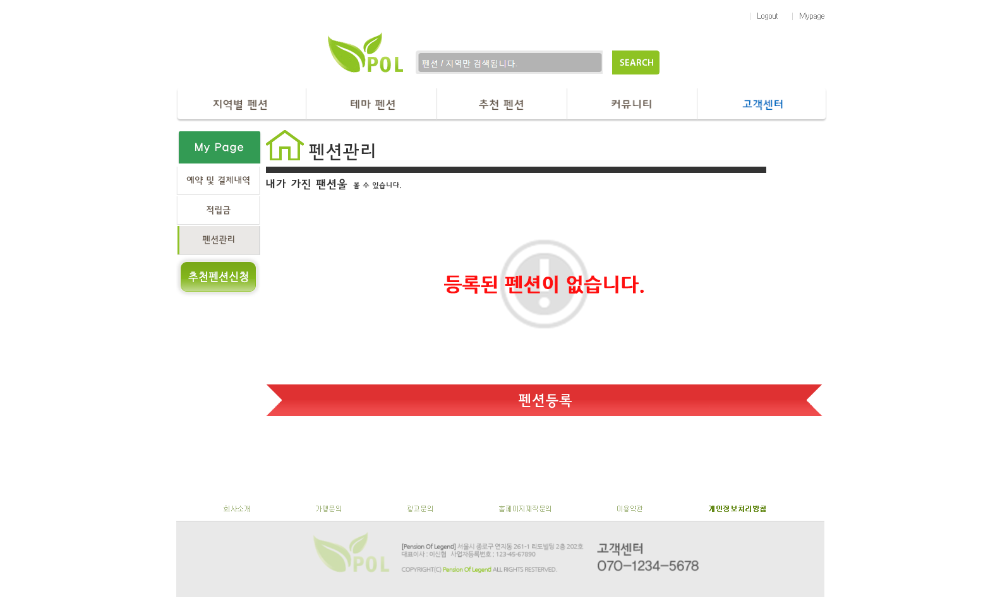 Logout
Mypage
POL
펜션 / 지역만 검색됩니다.
SEARCH
지역별 펜션
테마 펜션
추천 펜션
커뮤니티
고객센터
My Page
예약 및 결제내역
적립금
펜션관리
추천펜션신청
펜션관리
내가 가진 팬션울 볼 수 있습니다.
등록된 펜션이 없습니다.
펜션등록
회사소개
가맹문의
광고문의
홈페이지제작문의
이용약관
개인정보처리방침
POL
[Pension Of Legend] 서울시 종로구 연지동 261-1 리도빌딩 2층 202호
대표이사 : 이신협 사업자등록번호 ; 123-45-67890
COPYRIGHT(C) Pension Of Legend ALL RIGHTS RESTERVED.
고객센터
070-1234-5678